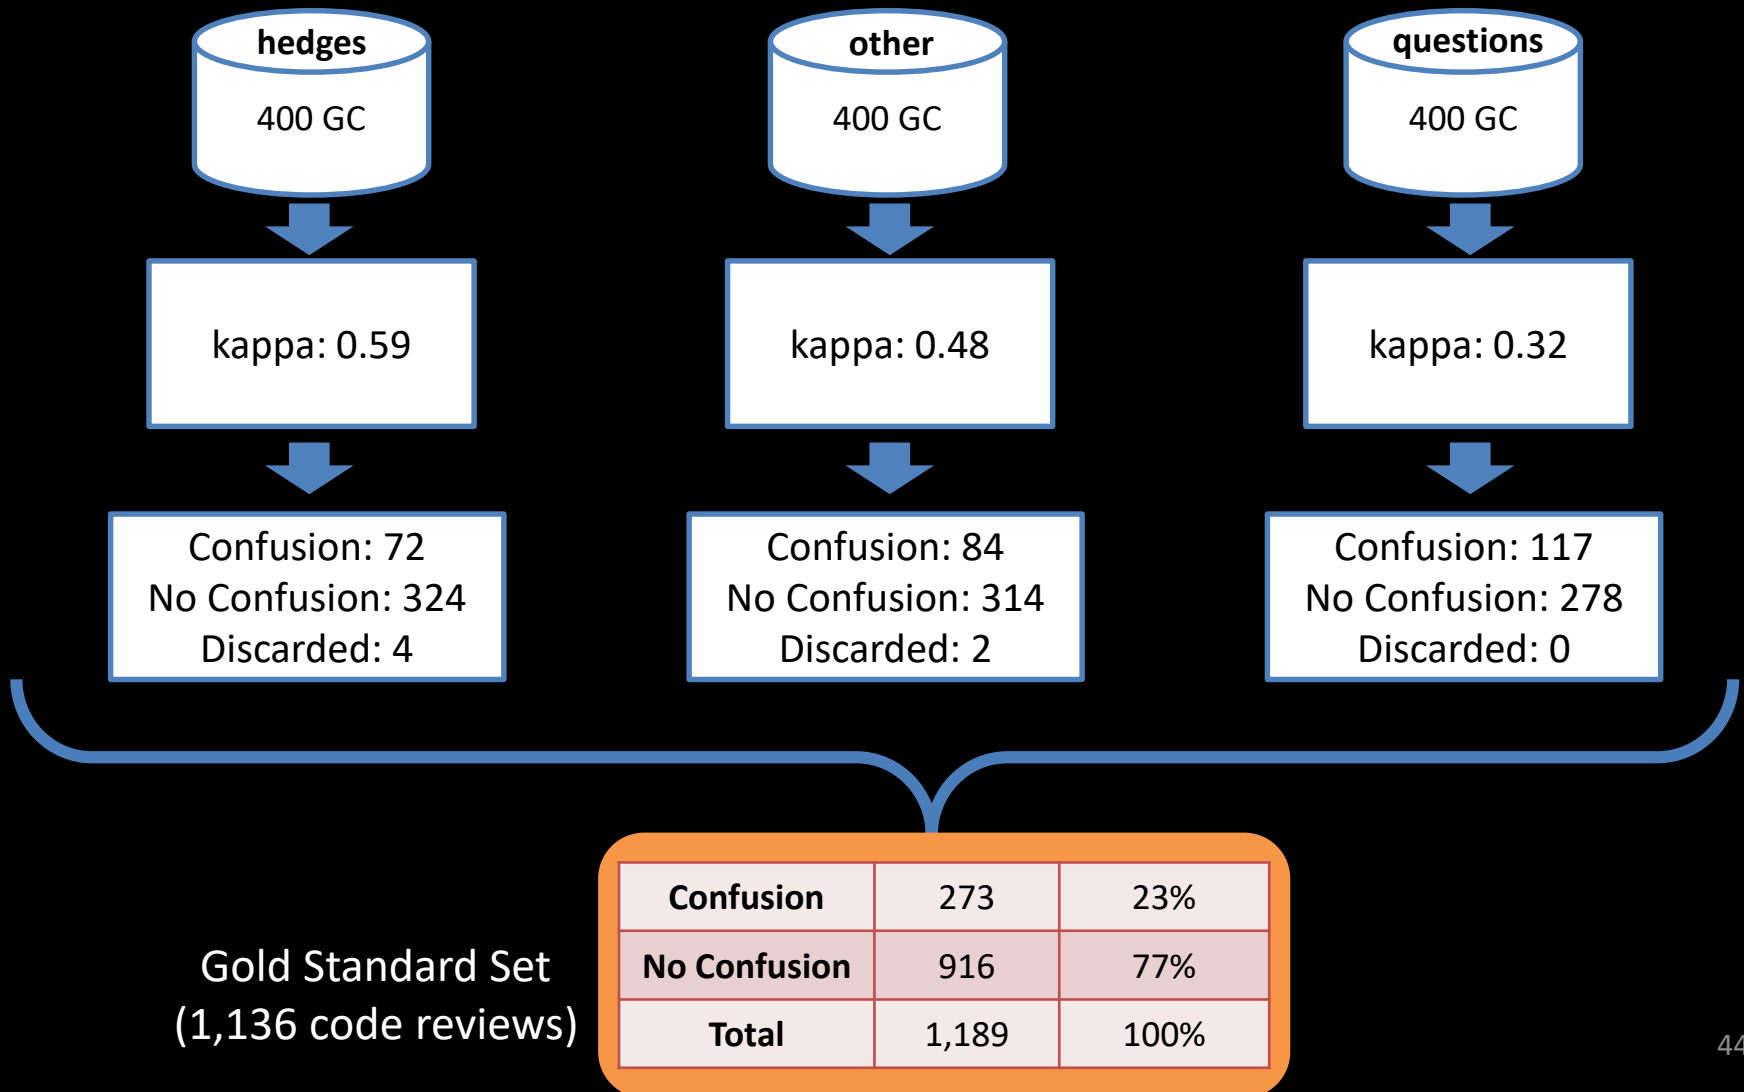 hedges
400 GC
other
400 GC
questions
400 GC
kappa: 0.59
kappa: 0.48
kappa: 0.32
Confusion: 72
No Confusion: 324
Discarded: 4
Confusion: 84
No Confusion: 314
Discarded: 2
Confusion: 117
No Confusion: 278
Discarded: 0
Gold Standard Set
(1,136 code reviews)
Confusion 273 23%
No Confusion 916 77%
Total 1,189 100%
44